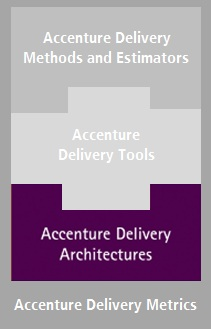 Accenture Delivery
Methods and Estimators
Accenture
Delivery Tools
Accenture Delivery
Architectures
Accenture Delivery Metrics